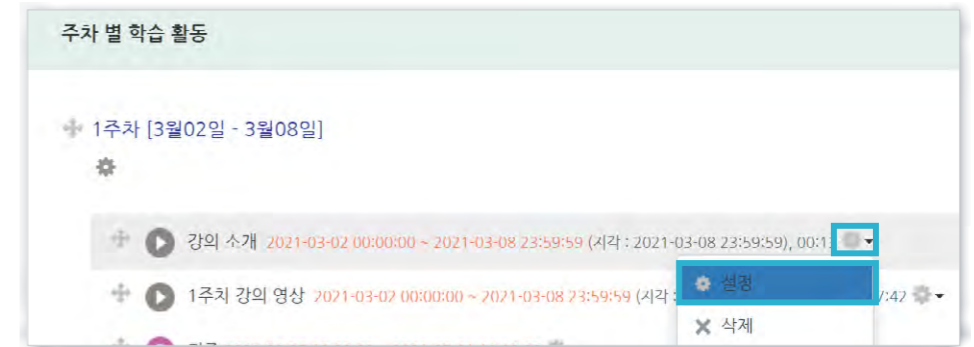 주차 별 학습 활동
1주차 [3월02일 - 3월08일]
강의 소개 2021-03-02 00:00:00 ~ 2021-03-08 23:59:59 (지각 : 2021-03-08 23:59:59), 00:1
설정
1주차 강의 영상 2021-03-02 00:00:00 ~ 2021-03-08 23:59:59 (지각 : 7:42
삭제